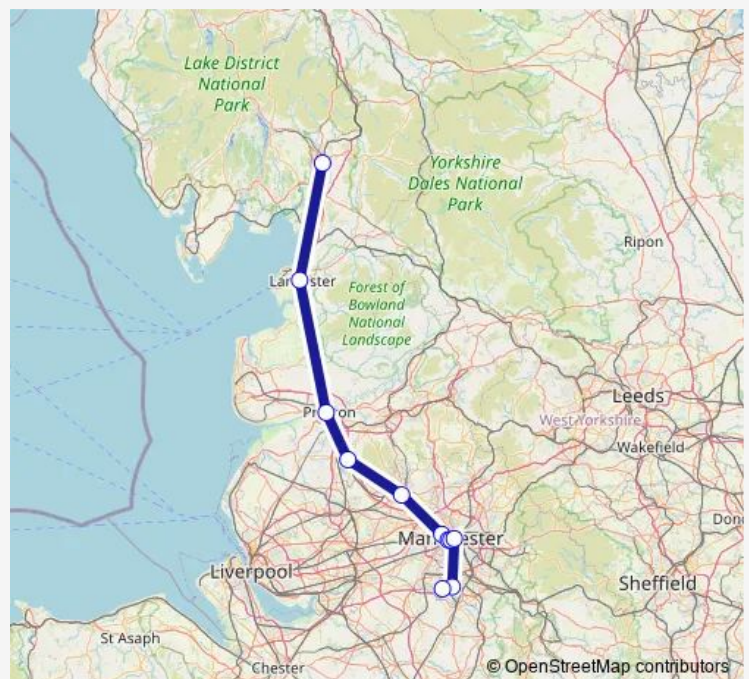 Lake District
National
Park
Yorkshire
Dales National
Park
Ripon
Forest of
Bowland
National
Landscape
Leeds
West Yorkshire
Wakefield
Manchester
Liverpool
Sheffield
St Asaph
Chester
© OpenStreetMap contributors